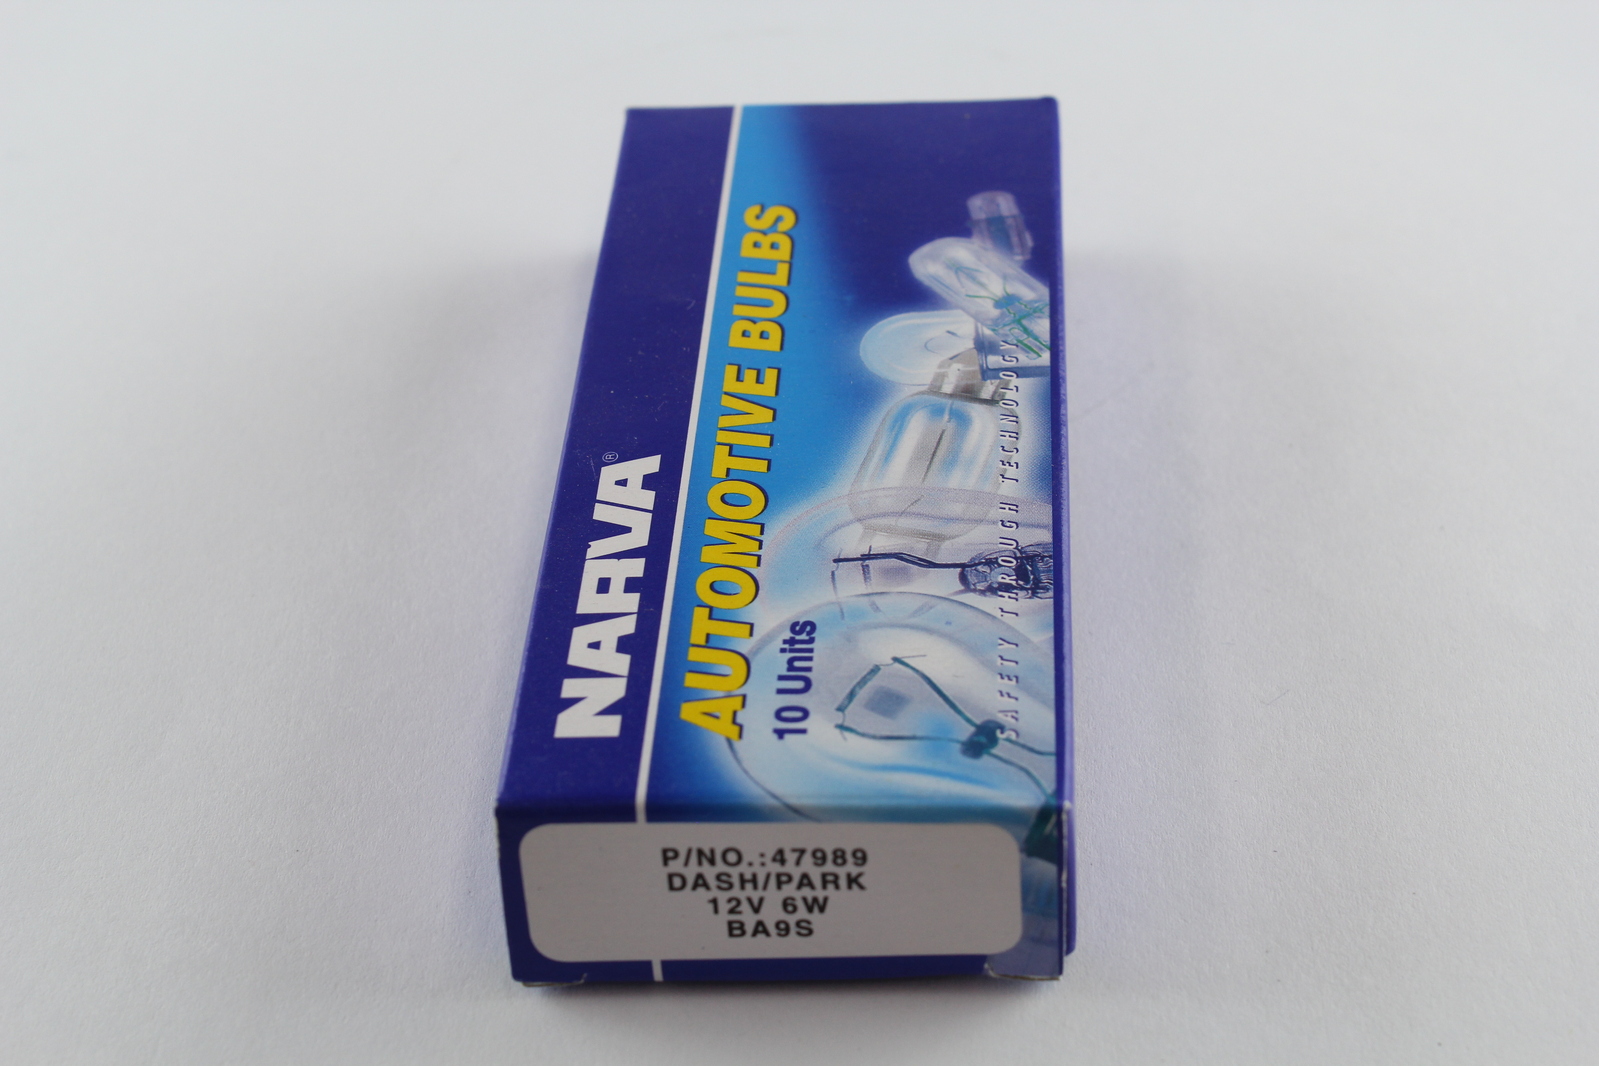 NARVA®
AUTOMOTIVE BULBS
10 Units
SAFETY THROUGH TECHNOLOGY
P/NO.:47989
DASH/PARK
12V 6W
BA9S